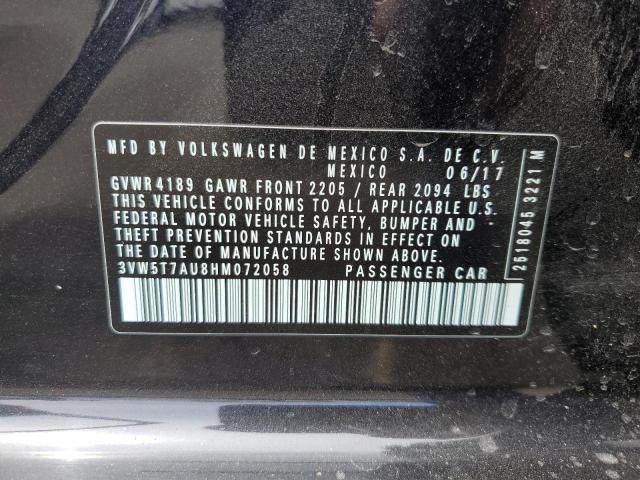 MFD BY VOLKSWAGEN DE MEXICO S.A. DE C.V.
MEXICO 06/17
GVWR 4189 GAWR FRONT 2205 / REAR 2094 LBS
THIS VEHICLE CONFORMS TO ALL APPLICABLE U.S.
FEDERAL MOTOR VEHICLE SAFETY, BUMPER AND
THEFT PREVENTION STANDARDS IN EFFECT ON
THE DATE OF MANUFACTURE SHOWN ABOVE.
3VW5T7AU8HM072058 PASSENGER CAR
2518045 3221 M